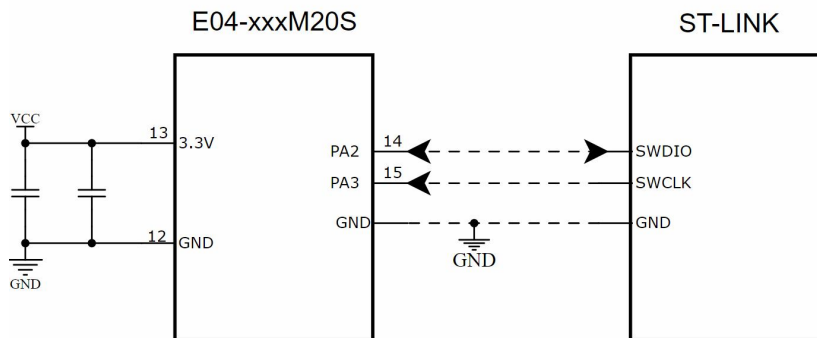 E04-xxxM20S
ST-LINK
VCC
13
3.3V
PA2
14
SWDIO
PA3
15
SWCLK
12
GND
GND
GND
GND
GND